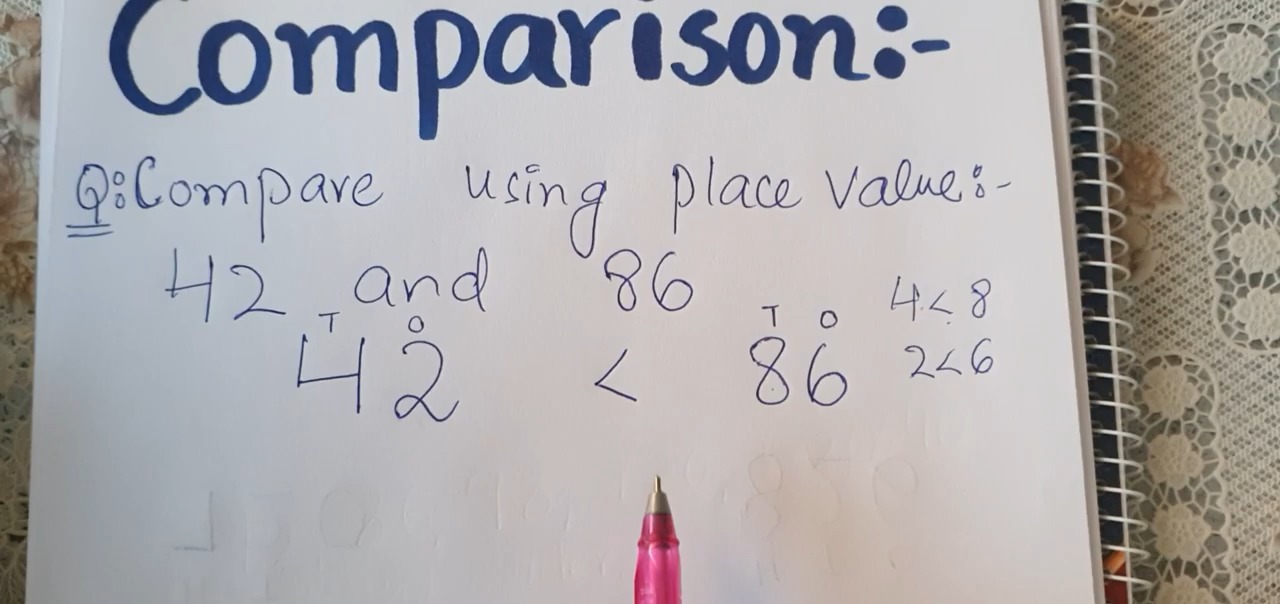 Comparison:-
Q:Compare using place value:-
42 and 86
T O T O
42 < 86
4<8
2<6